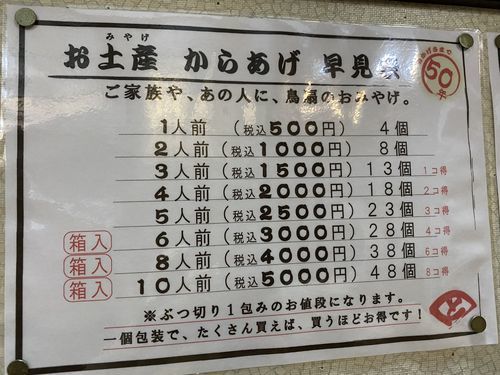 みやげ
お土産 からあげ 早見
50年
ご家族や、あの人に、鳥扇のおみやげ。
1人前 (税込500円) 4個
2人前 (税込1000円) 8個
3人前 (税込1500円) 13個 1コ得
4人前 (税込2000円) 18個 2コ得
5人前 (税込2500円) 23個 3コ得
箱入 6人前 (税込3000円) 28個 4コ得
箱入 8人前 (税込4000円) 38個 6コ得
箱入 10人前 (税込5000円) 48個 8コ得
※ぶつ切り1包みのお値段になります。
一個包装で、たくさん買えば、買うほどお得です!